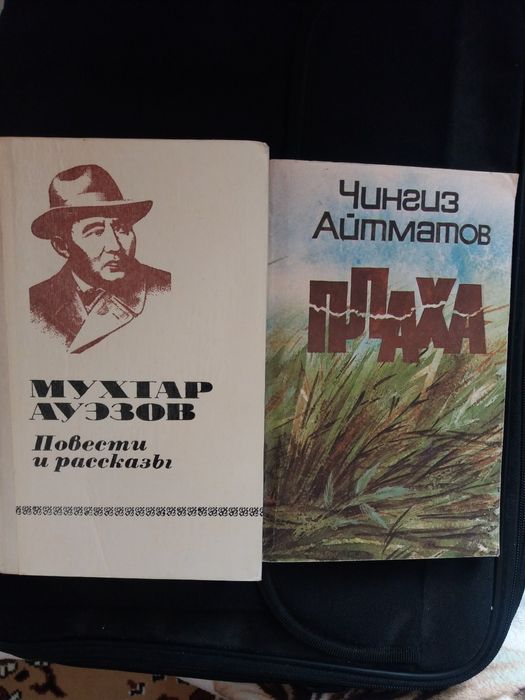 МУХТАР
АУЭЗОВ
Повести
и рассказы
Чингиз
Айтматов
ПЛАХА